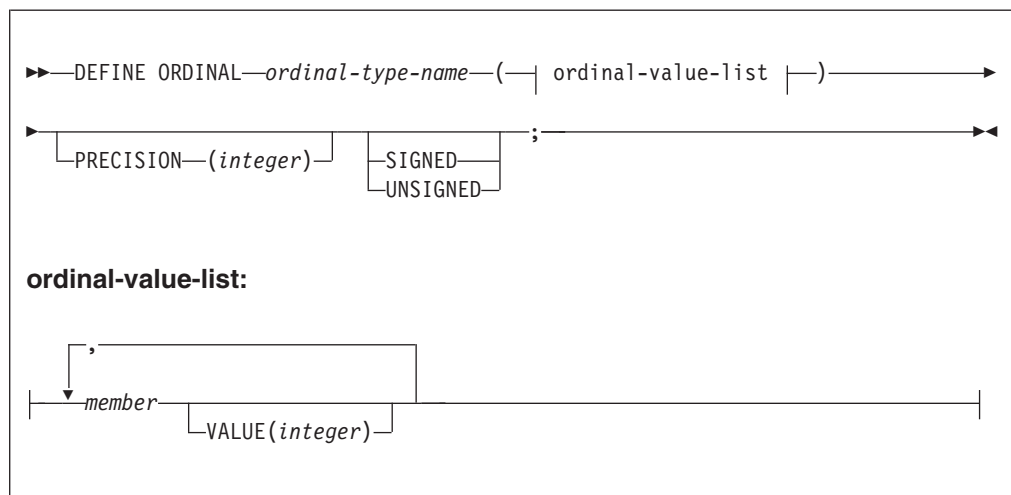 DEFINE ORDINAL ordinal-type-name ( ordinal-value-list )
PRECISION (integer) SIGNED ;
UNSIGNED
ordinal-value-list:
,
member
VALUE(integer)